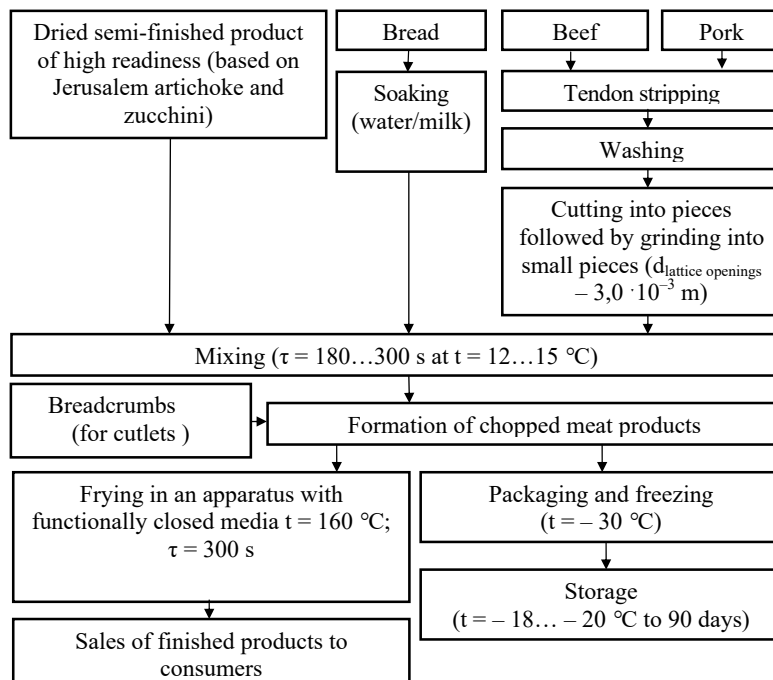 Dried semi-finished product
of high readiness (based on
Jerusalem artichoke and
zucchini)
Bread
Beef
Pork
Soaking
(water/milk)
Tendon stripping
Washing
Cutting into pieces
followed by grinding into
small pieces (d_lattice openings
– 3,0 ·10⁻³ m)
Mixing (τ = 180…300 s at t = 12…15 °C)
Breadcrumbs
(for cutlets )
Formation of chopped meat products
Frying in an apparatus with
functionally closed media t = 160 °C;
τ = 300 s
Packaging and freezing
(t = – 30 °C)
Storage
(t = – 18… – 20 °C to 90 days)
Sales of finished products to
consumers